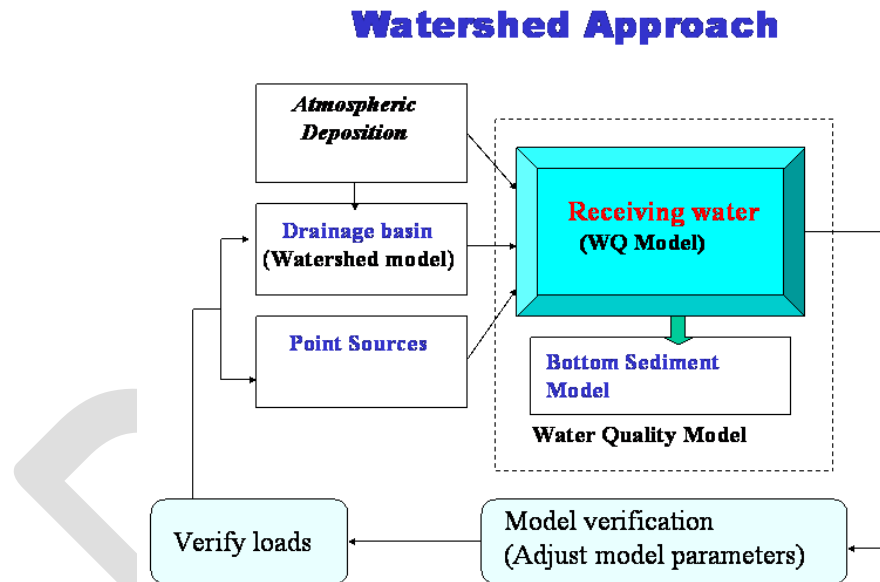 Watershed Approach
Atmospheric
Deposition
Drainage basin
(Watershed model)
Point Sources
Receiving water
(WQ Model)
Bottom Sediment
Model
Water Quality Model
Verify loads
Model verification
(Adjust model parameters)